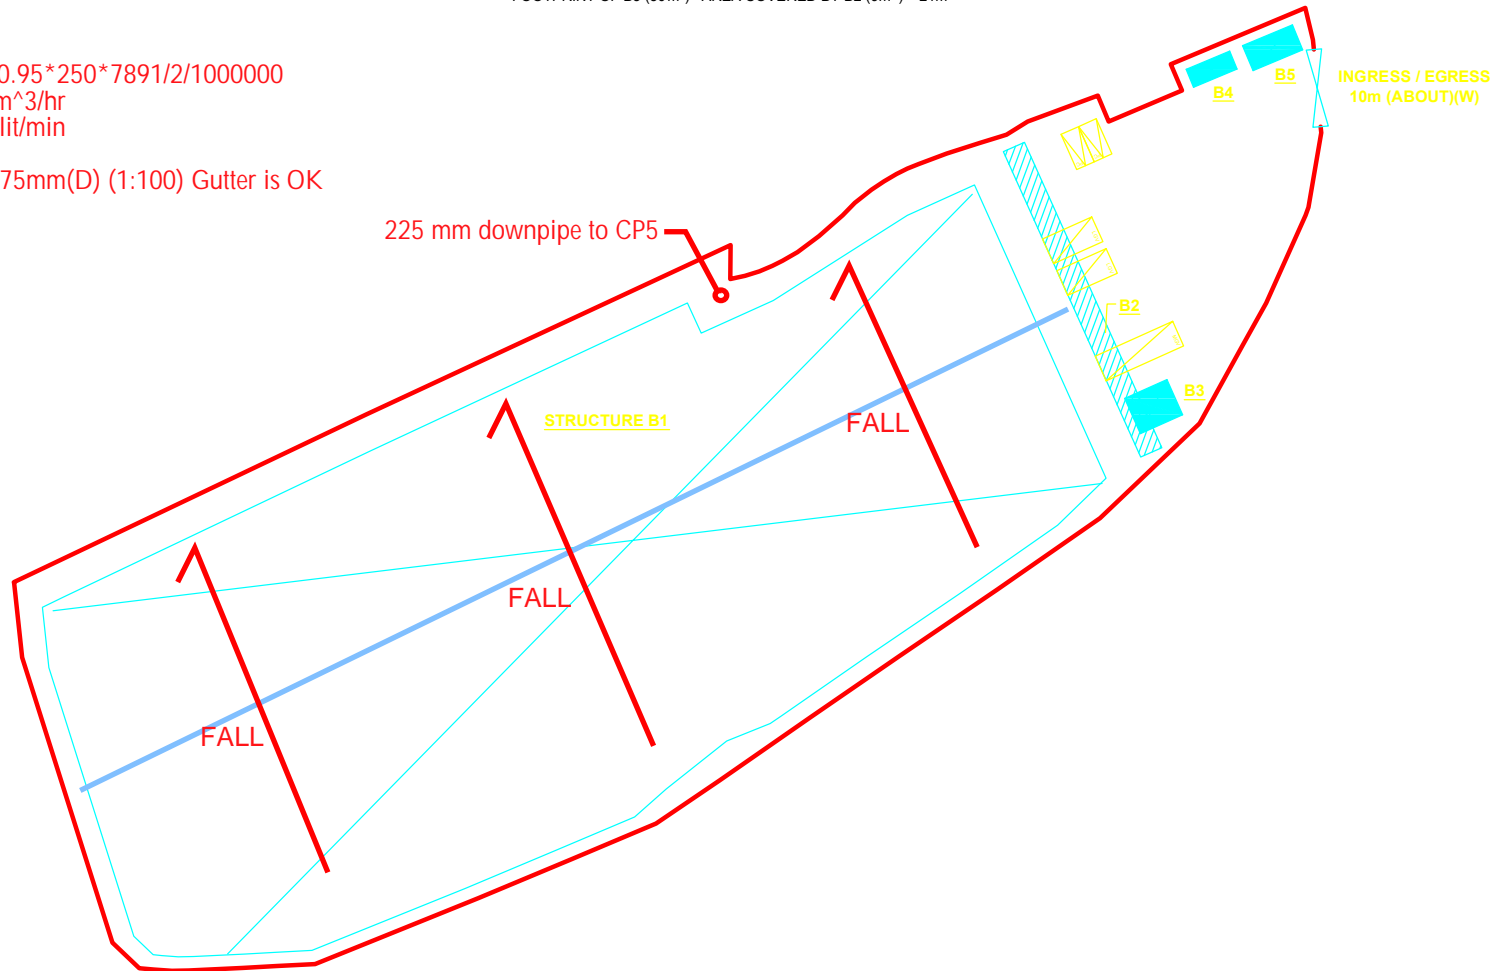 0.95*250*7891/2/1000000
m^3/hr
lit/min
75mm(D) (1:100) Gutter is OK
225 mm downpipe to CP5
B4
B5
INGRESS / EGRESS
10m (ABOUT)(W)
B2
B3
STRUCTURE B1
FALL
FALL
FALL